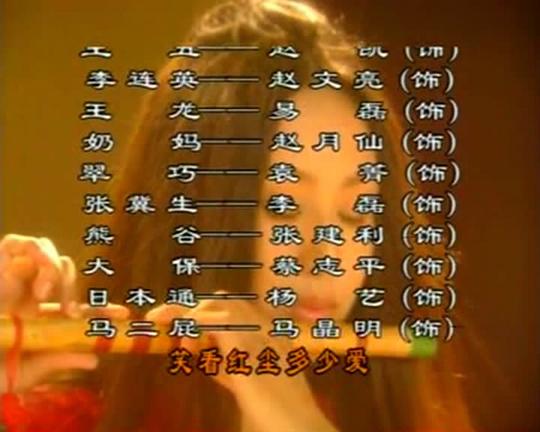 王 五——赵 凯(饰)
李连英——赵文亮(饰)
王 龙——易 磊(饰)
奶 妈——赵月仙(饰)
翠 巧——袁 菁(饰)
张冀生——李 磊(饰)
熊 谷——张建利(饰)
大 保——蔡志平(饰)
日本通——杨 艺(饰)
马二屁——马晶明(饰)
笑看红尘多少爱